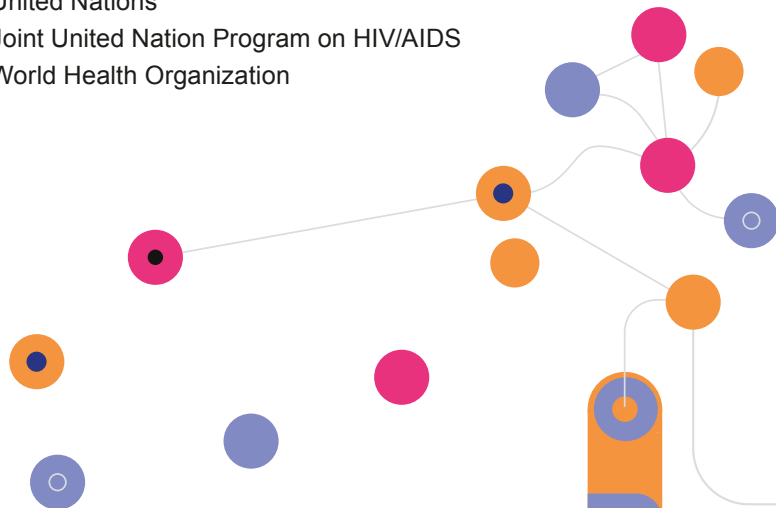 United Nations
Joint United Nation Program on HIV/AIDS
World Health Organization